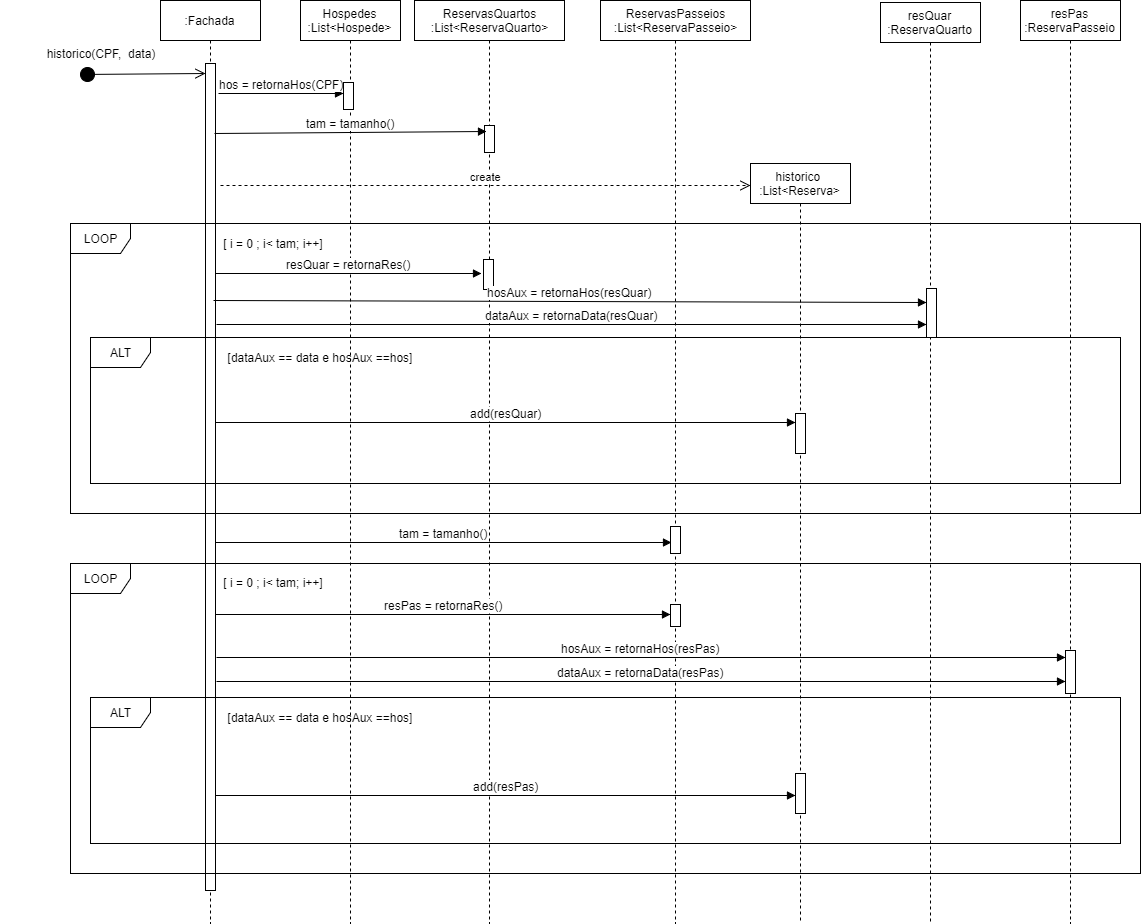 :Fachada
Hospedes
:List<Hospede>
ReservasQuartos
:List<ReservaQuarto>
ReservasPasseios
:List<ReservaPasseio>
resQuar
:ReservaQuarto
resPas
:ReservaPasseio
historico(CPF, data)
hos = retornaHos(CPF)
tam = tamanho()
create
historico
:List<Reserva>
LOOP
[ i = 0 ; i< tam; i++]
resQuar = retornaRes()
hosAux = retornaHos(resQuar)
dataAux = retornaData(resQuar)
ALT
[dataAux == data e hosAux ==hos]
add(resQuar)
tam = tamanho()
LOOP
[ i = 0 ; i< tam; i++]
resPas = retornaRes()
hosAux = retornaHos(resPas)
dataAux = retornaData(resPas)
ALT
[dataAux == data e hosAux ==hos]
add(resPas)